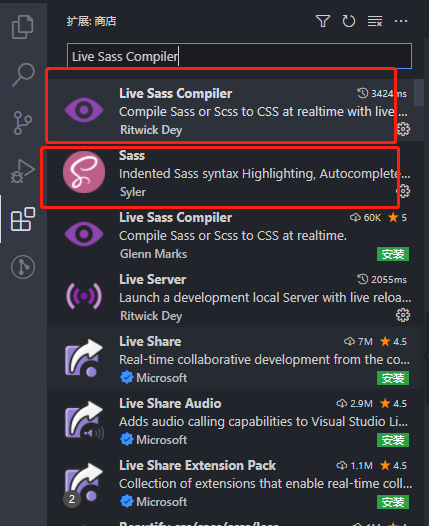 扩展: 商店
Live Sass Compiler
Live Sass Compiler 3424ms
Compile Sass or Scss to CSS at realtime with live ...
Ritwick Dey
Sass
Indented Sass syntax Highlighting, Autocomplete...
Syler
Live Sass Compiler 60K 5
Compile Sass or Scss to CSS at realtime.
Glenn Marks 安装
Live Server 2055ms
Launch a development local Server with live reloa...
Ritwick Dey
Live Share 7M 4.5
Real-time collaborative development from the co...
Microsoft 安装
Live Share Audio 2.9M 4.5
Adds audio calling capabilities to Visual Studio Li...
Microsoft 安装
Live Share Extension Pack 1.1M 4.5
Collection of extensions that enable real-time coll...
2 Microsoft 安装